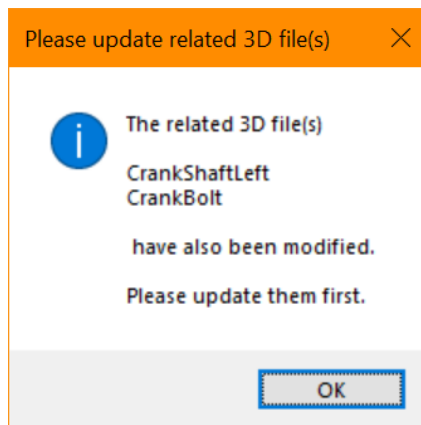 Please update related 3D file(s)
The related 3D file(s)
CrankShaftLeft
CrankBolt
have also been modified.
Please update them first.
OK